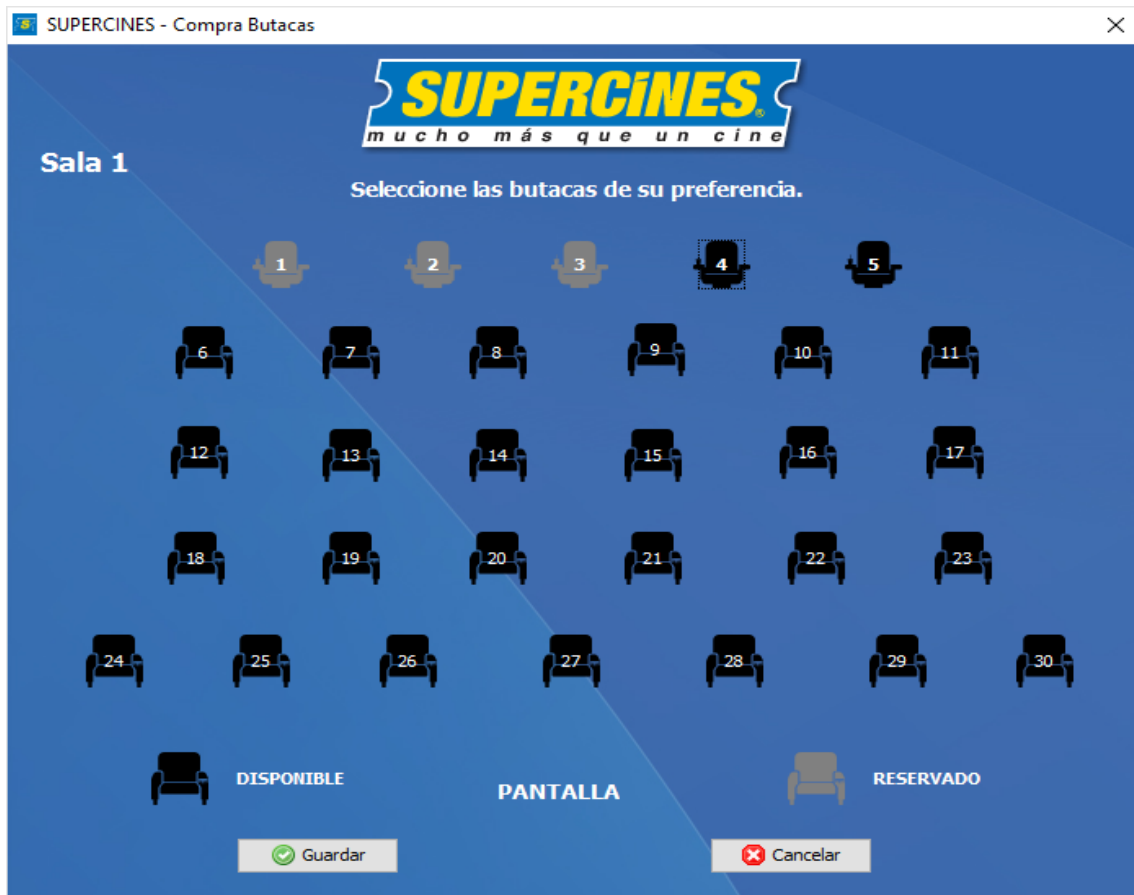 SUPERCINES - Compra Butacas
SUPERCiNES®
mucho más que un cine
Sala 1
Seleccione las butacas de su preferencia.
1 2 3 4 5
6 7 8 9 10 11
12 13 14 15 16 17
18 19 20 21 22 23
24 25 26 27 28 29 30
DISPONIBLE PANTALLA RESERVADO
Guardar Cancelar